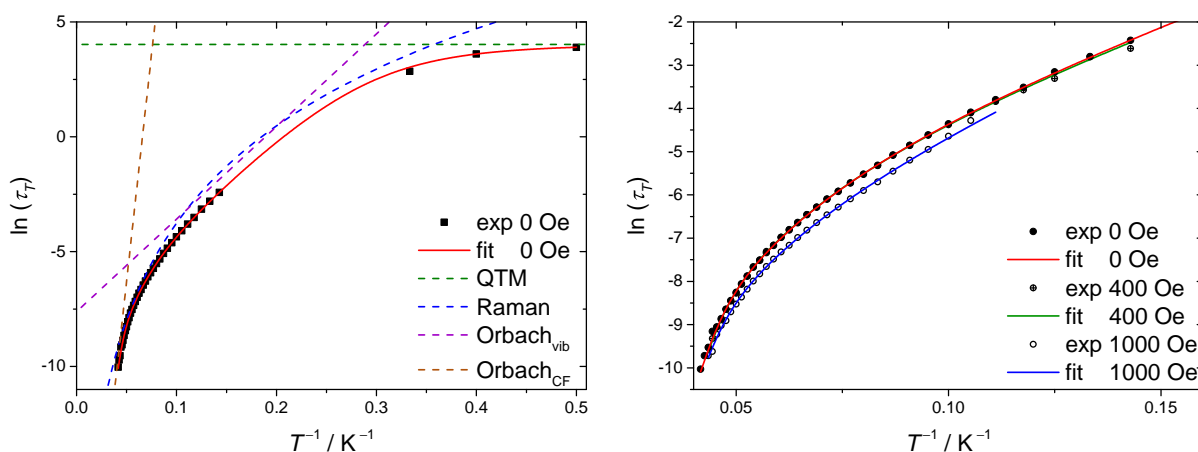 5
0
-5
-10
ln (τT)
exp 0 Oe
fit 0 Oe
QTM
Raman
Orbachvib
OrbachCF
0.0 0.1 0.2 0.3 0.4 0.5
T−1 / K−1
-2
-3
-4
-5
-6
-7
-8
-9
-10
ln (τT)
exp 0 Oe
fit 0 Oe
exp 400 Oe
fit 400 Oe
exp 1000 Oe
fit 1000 Oe
0.05 0.10 0.15
T−1 / K−1